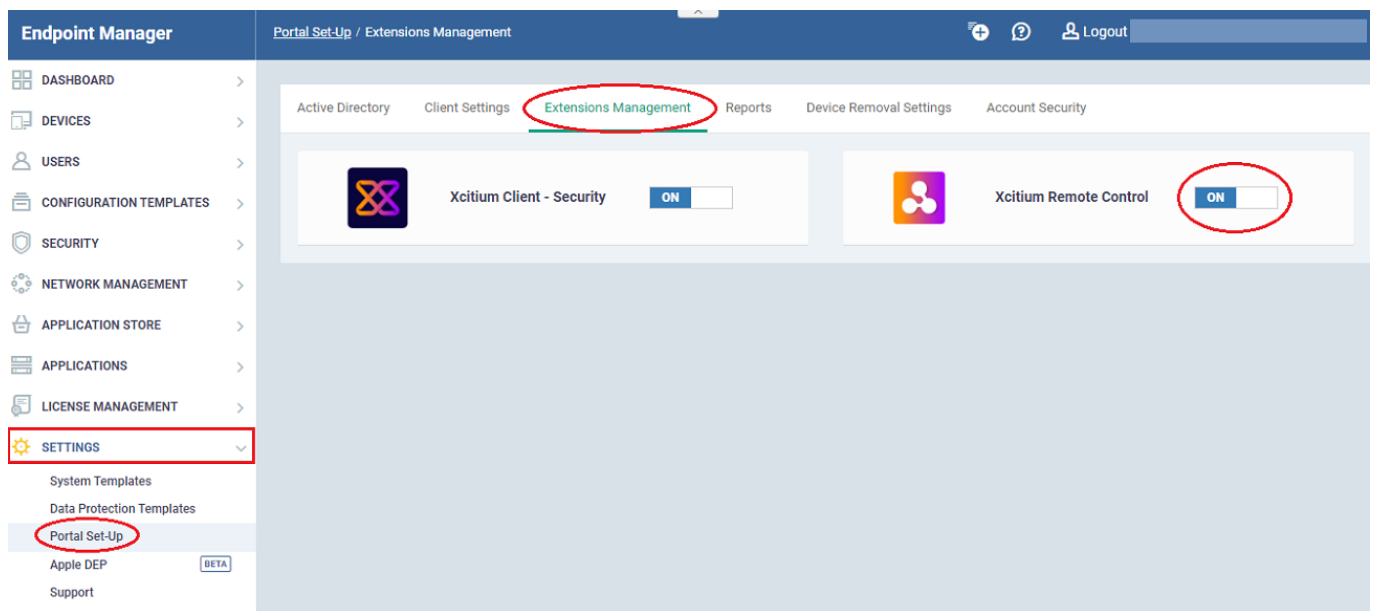 Endpoint Manager
Portal Set-Up / Extensions Management
Logout
DASHBOARD
DEVICES
USERS
CONFIGURATION TEMPLATES
SECURITY
NETWORK MANAGEMENT
APPLICATION STORE
APPLICATIONS
LICENSE MANAGEMENT
SETTINGS
System Templates
Data Protection Templates
Portal Set-Up
Apple DEP BETA
Support
Active Directory Client Settings Extensions Management Reports Device Removal Settings Account Security
Xcitium Client - Security ON
Xcitium Remote Control ON